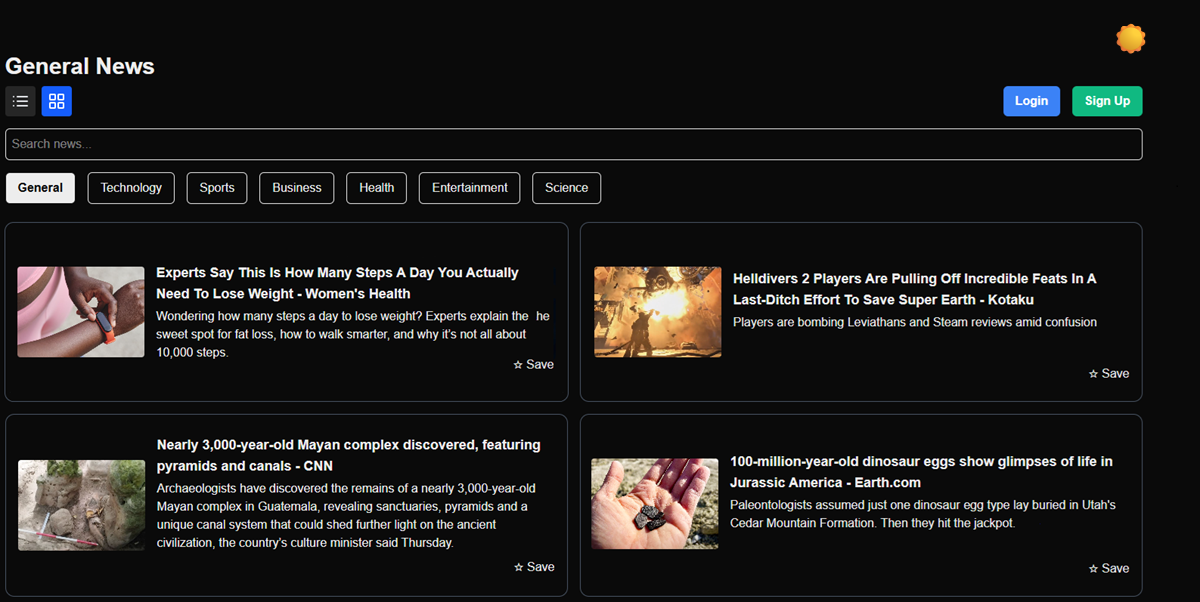 General News
Login
Sign Up
Search news...
General
Technology
Sports
Business
Health
Entertainment
Science
Experts Say This Is How Many Steps A Day You Actually
Need To Lose Weight - Women's Health
Wondering how many steps a day to lose weight? Experts explain the he
sweet spot for fat loss, how to walk smarter, and why it's not all about
10,000 steps.
☆ Save
Helldivers 2 Players Are Pulling Off Incredible Feats In A
Last-Ditch Effort To Save Super Earth - Kotaku
Players are bombing Leviathans and Steam reviews amid confusion
☆ Save
Nearly 3,000-year-old Mayan complex discovered, featuring
pyramids and canals - CNN
Archaeologists have discovered the remains of a nearly 3,000-year-old
Mayan complex in Guatemala, revealing sanctuaries, pyramids and a
unique canal system that could shed further light on the ancient
civilization, the country's culture minister said Thursday.
☆ Save
100-million-year-old dinosaur eggs show glimpses of life in
Jurassic America - Earth.com
Paleontologists assumed just one dinosaur egg type lay buried in Utah's
Cedar Mountain Formation. Then they hit the jackpot.
☆ Save